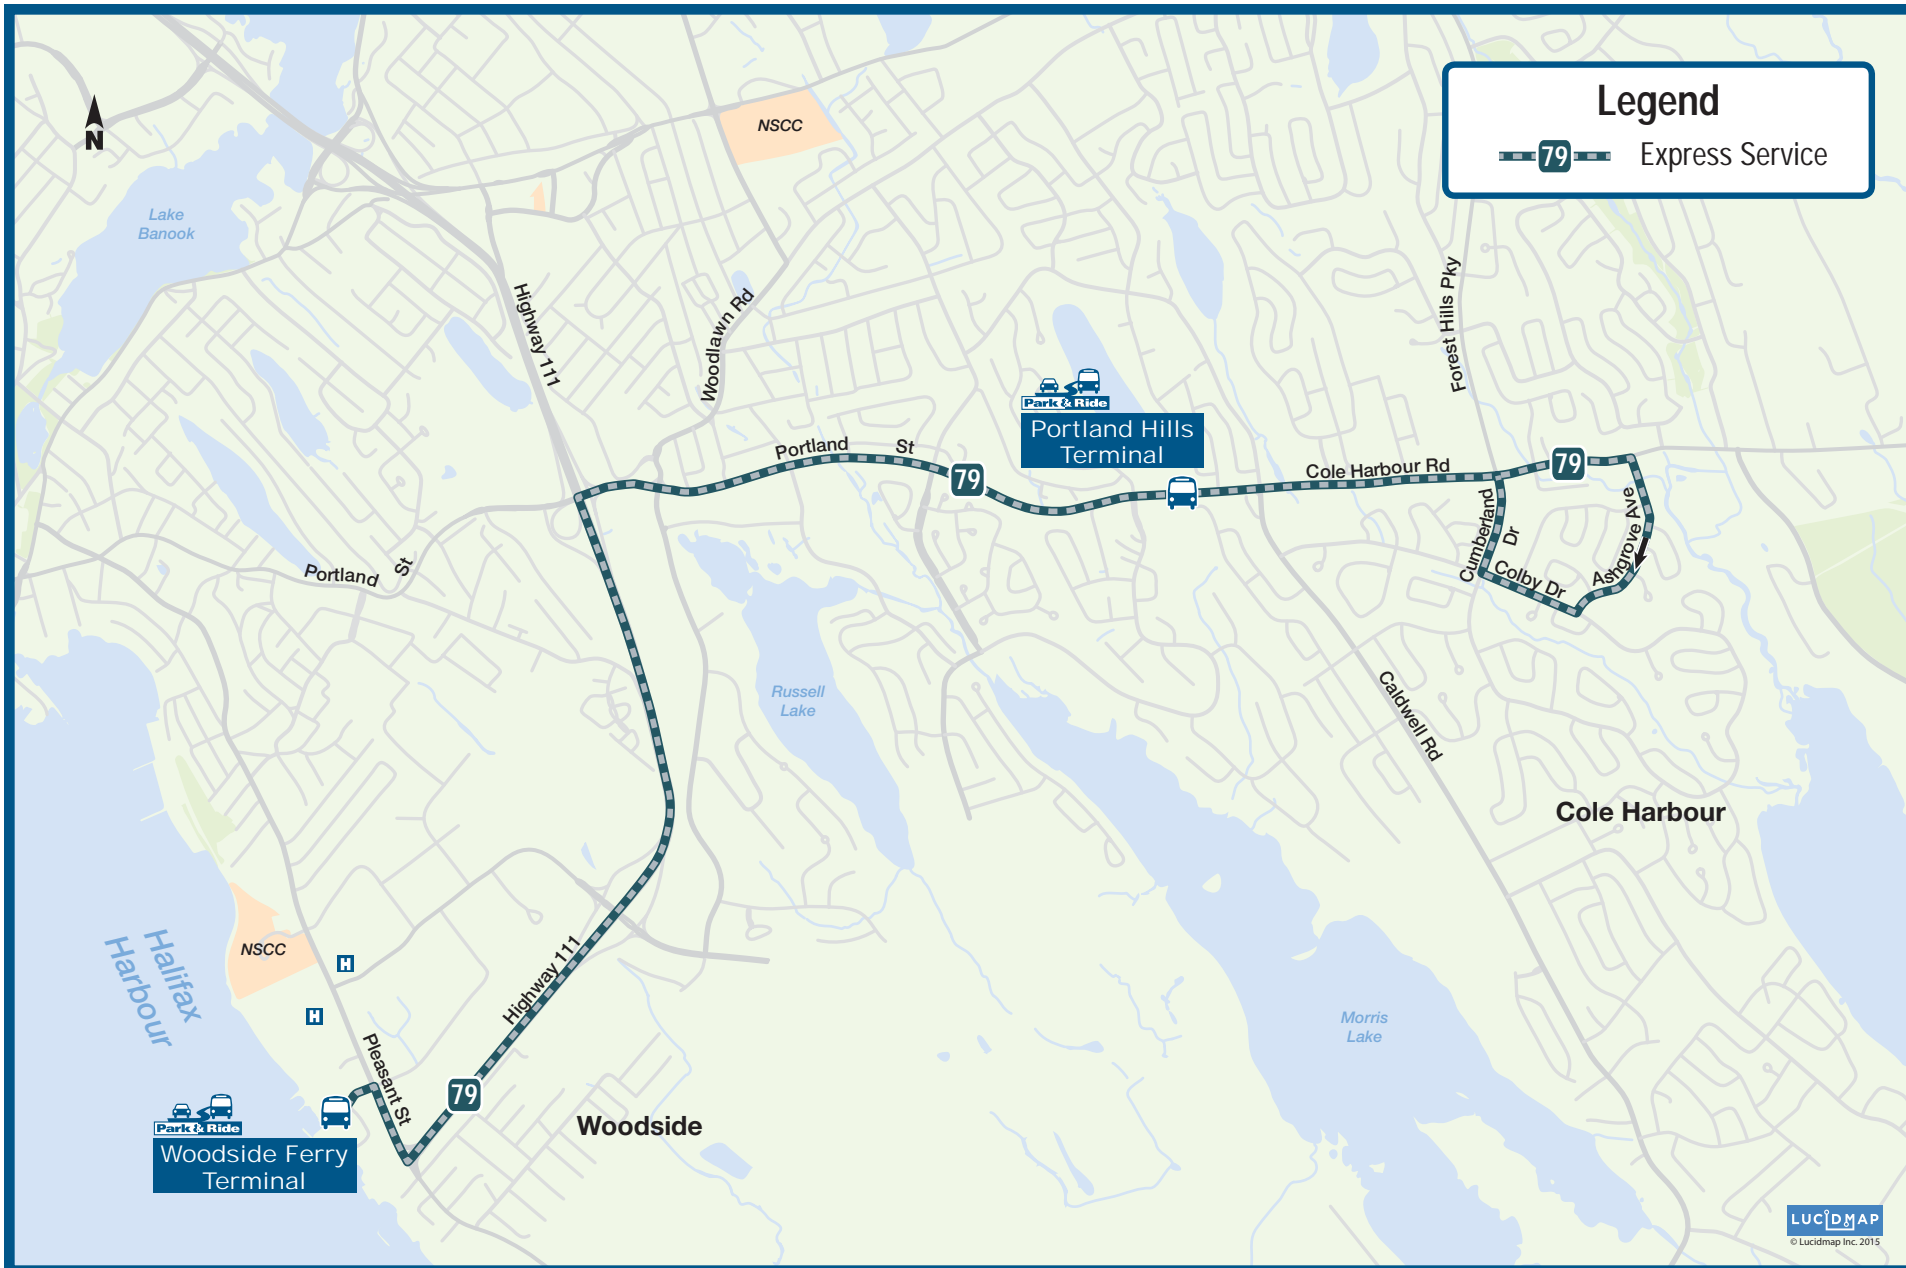 Legend
79 Express Service
N
NSCC
Lake
Banook
Highway 111
Woodlawn Rd
Forest Hills Pky
Park & Ride
Portland Hills
Terminal
Portland St
79
Cole Harbour Rd
79
Cumberland Dr
Colby Dr
Ashgrove Ave
Portland St
Russell
Lake
Caldwell Rd
Cole Harbour
Halifax
Harbour
NSCC
H
H
Highway 111
Pleasant St
79
Morris
Lake
Park & Ride
Woodside Ferry
Terminal
Woodside
LUCIDMAP
© Lucidmap Inc. 2015